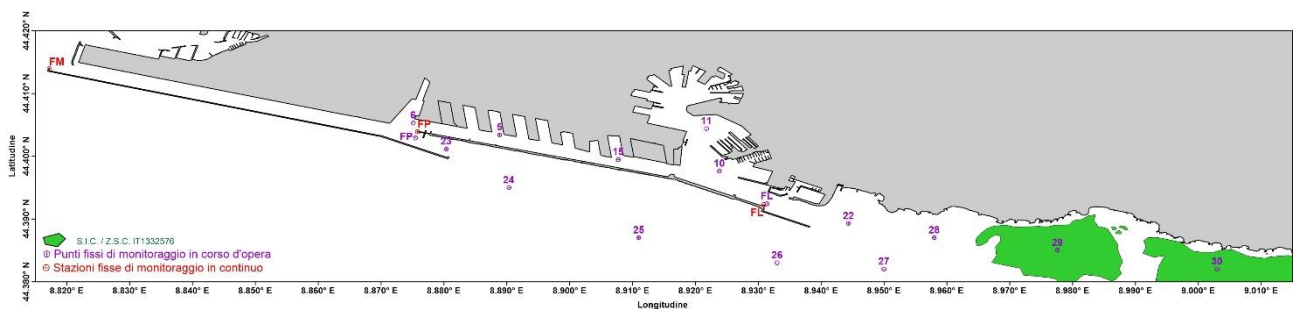 44.420° N
44.410° N
44.400° N
44.390° N
44.380° N
Latitudine
FM
6
FP
FP
23
5
24
15
11
10
FL
FL
25
26
22
27
28
29
30
S.I.C. / Z.S.C. IT1332576
Punti fissi di monitoraggio in corso d'opera
Stazioni fisse di monitoraggio in continuo
8.820° E 8.830° E 8.840° E 8.850° E 8.860° E 8.870° E 8.880° E 8.890° E 8.900° E 8.910° E 8.920° E 8.930° E 8.940° E 8.950° E 8.960° E 8.970° E 8.980° E 8.990° E 9.000° E 9.010° E
Longitudine